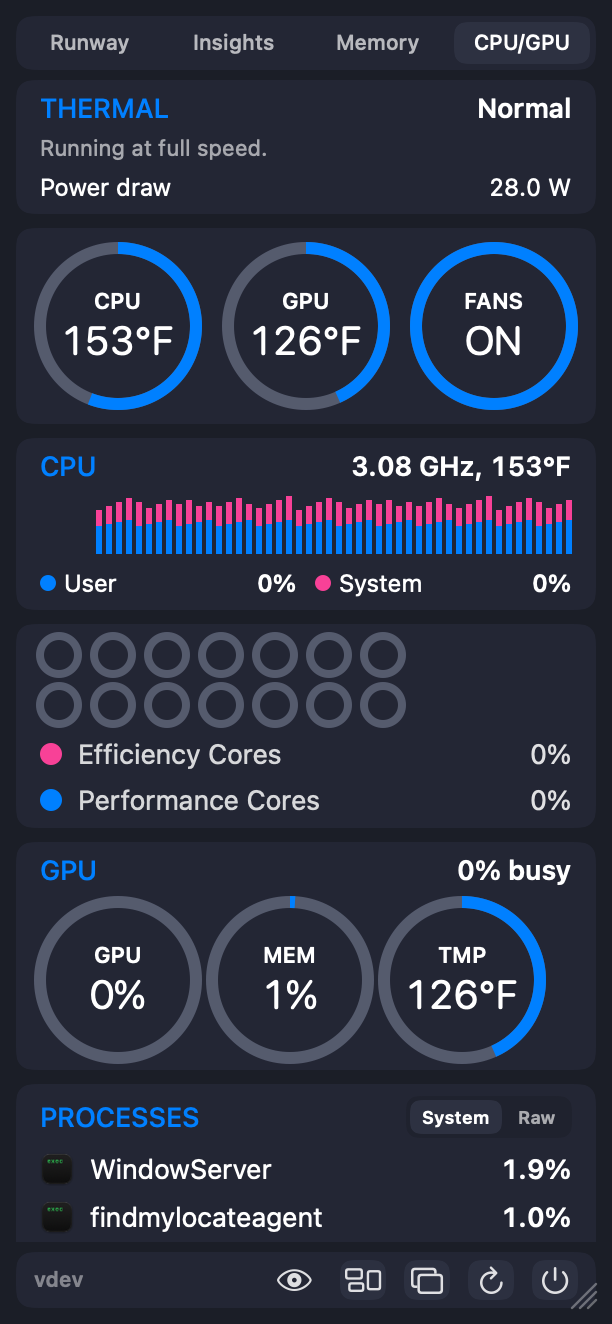 Runway Insights Memory CPU/GPU
THERMAL Normal
Running at full speed.
Power draw 28.0 W
CPU GPU FANS
153°F 126°F ON
CPU 3.08 GHz, 153°F
User 0% System 0%
Efficiency Cores 0%
Performance Cores 0%
GPU 0% busy
GPU MEM TMP
0% 1% 126°F
PROCESSES System Raw
exec WindowServer 1.9%
exec findmylocateagent 1.0%
vdev